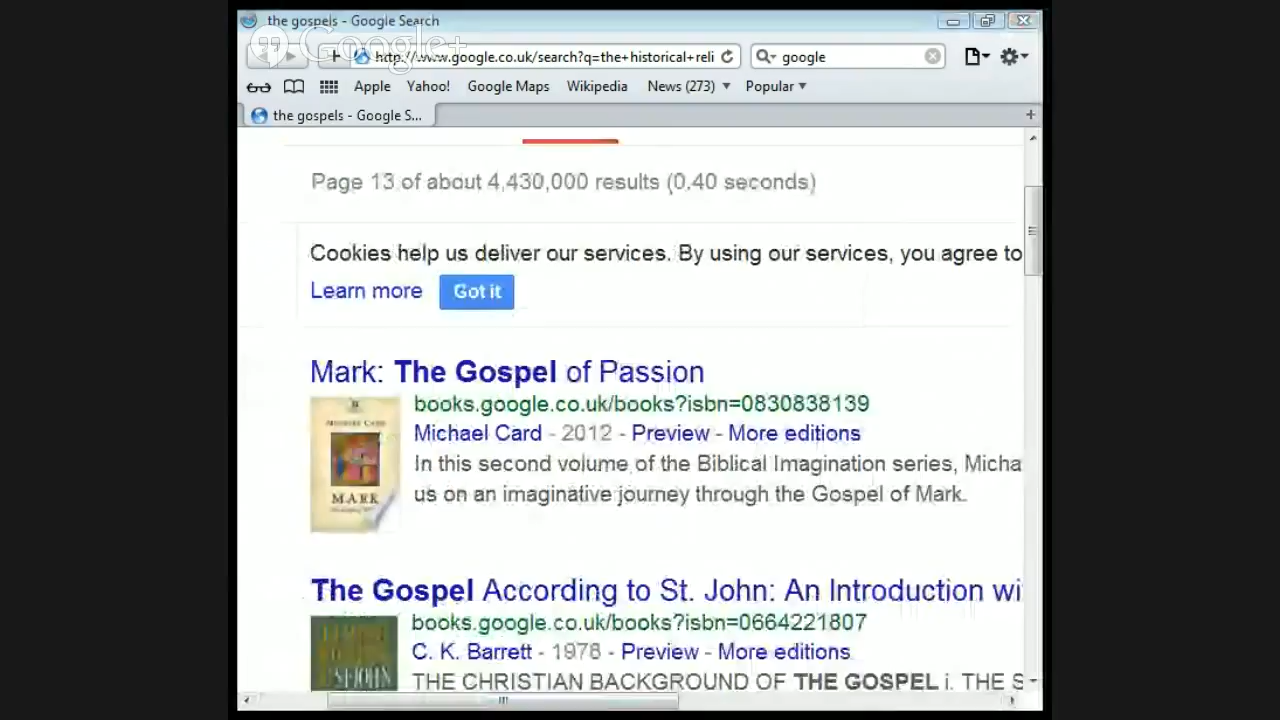 the gospels - Google Search
Google+
http://www.google.co.uk/search?q=the+historical+reli
google
Apple Yahoo! Google Maps Wikipedia News (273) Popular
the gospels - Google S...
Page 13 of about 4,430,000 results (0.40 seconds)
Cookies help us deliver our services. By using our services, you agree to
Learn more Got it
Mark: The Gospel of Passion
books.google.co.uk/books?isbn=0830838139
Michael Card - 2012 - Preview - More editions
In this second volume of the Biblical Imagination series, Micha
us on an imaginative journey through the Gospel of Mark.
MICHAEL CARD
MARK
The Gospel According to St. John: An Introduction wi
books.google.co.uk/books?isbn=0664221807
C. K. Barrett - 1978 - Preview - More editions
THE CHRISTIAN BACKGROUND OF THE GOSPEL i. THE S
ST JOHN